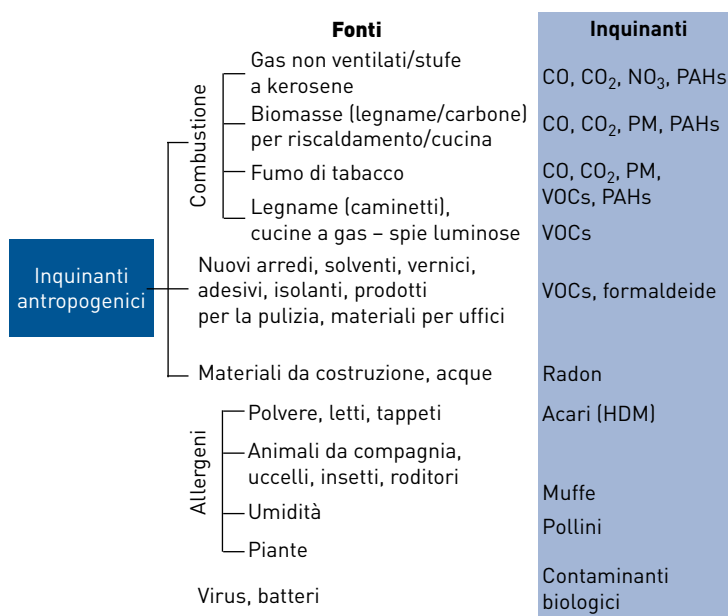 Fonti
Inquinanti
Gas non ventilati/stufe
a kerosene
CO, CO₂, NO₃, PAHs
Combustione
Biomasse (legname/carbone)
per riscaldamento/cucina
CO, CO₂, PM, PAHs
Fumo di tabacco
CO, CO₂, PM,
VOCs, PAHs
Legname (caminetti),
cucine a gas – spie luminose
VOCs
Inquinanti
antropogenici
Nuovi arredi, solventi, vernici,
adesivi, isolanti, prodotti
per la pulizia, materiali per uffici
VOCs, formaldeide
Materiali da costruzione, acque
Radon
Allergeni
Polvere, letti, tappeti
Acari (HDM)
Animali da compagnia,
uccelli, insetti, roditori
Muffe
Umidità
Pollini
Piante
Virus, batteri
Contaminanti
biologici